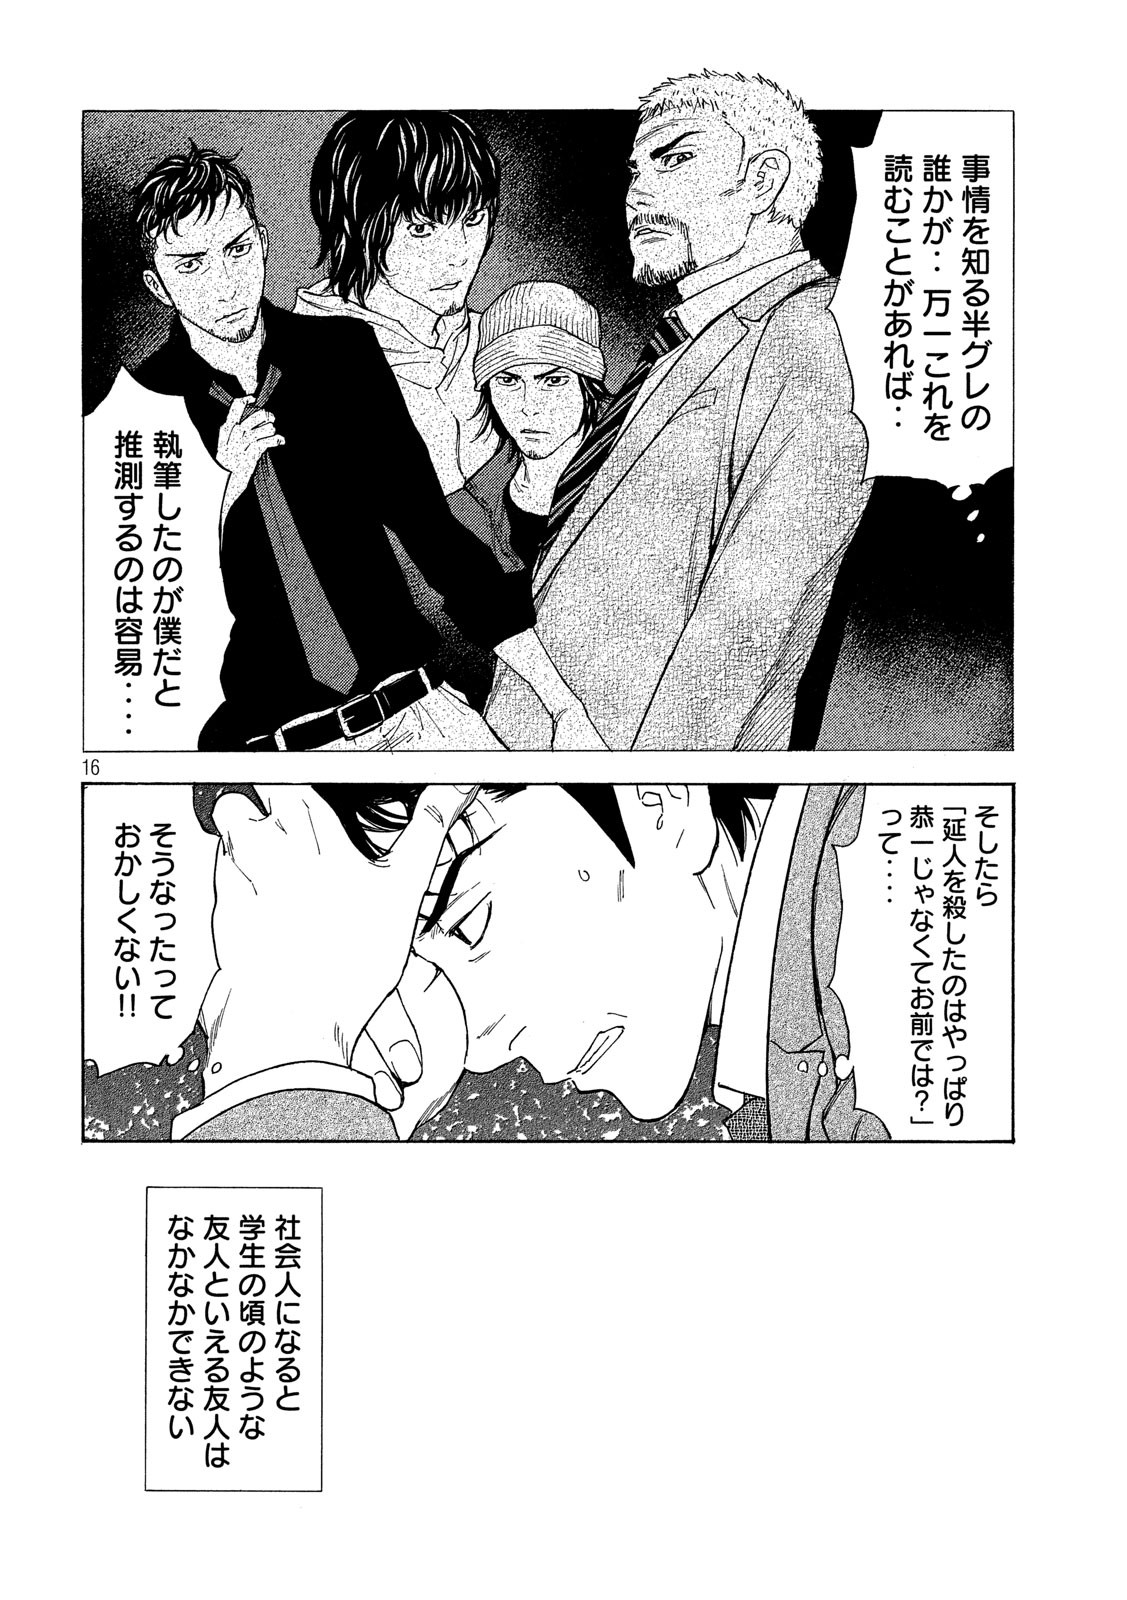 事情を知る半グレの
誰かが‥万一これを
読むことがあれば‥
執筆したのが僕だと
推測するのは容易‥‥
16
そしたら
「延人を殺したのはやっぱり
恭一じゃなくてお前では？」
って‥‥
そうなったって
おかしくない!!
社会人になると
学生の頃のような
友人といえる友人は
なかなかできない